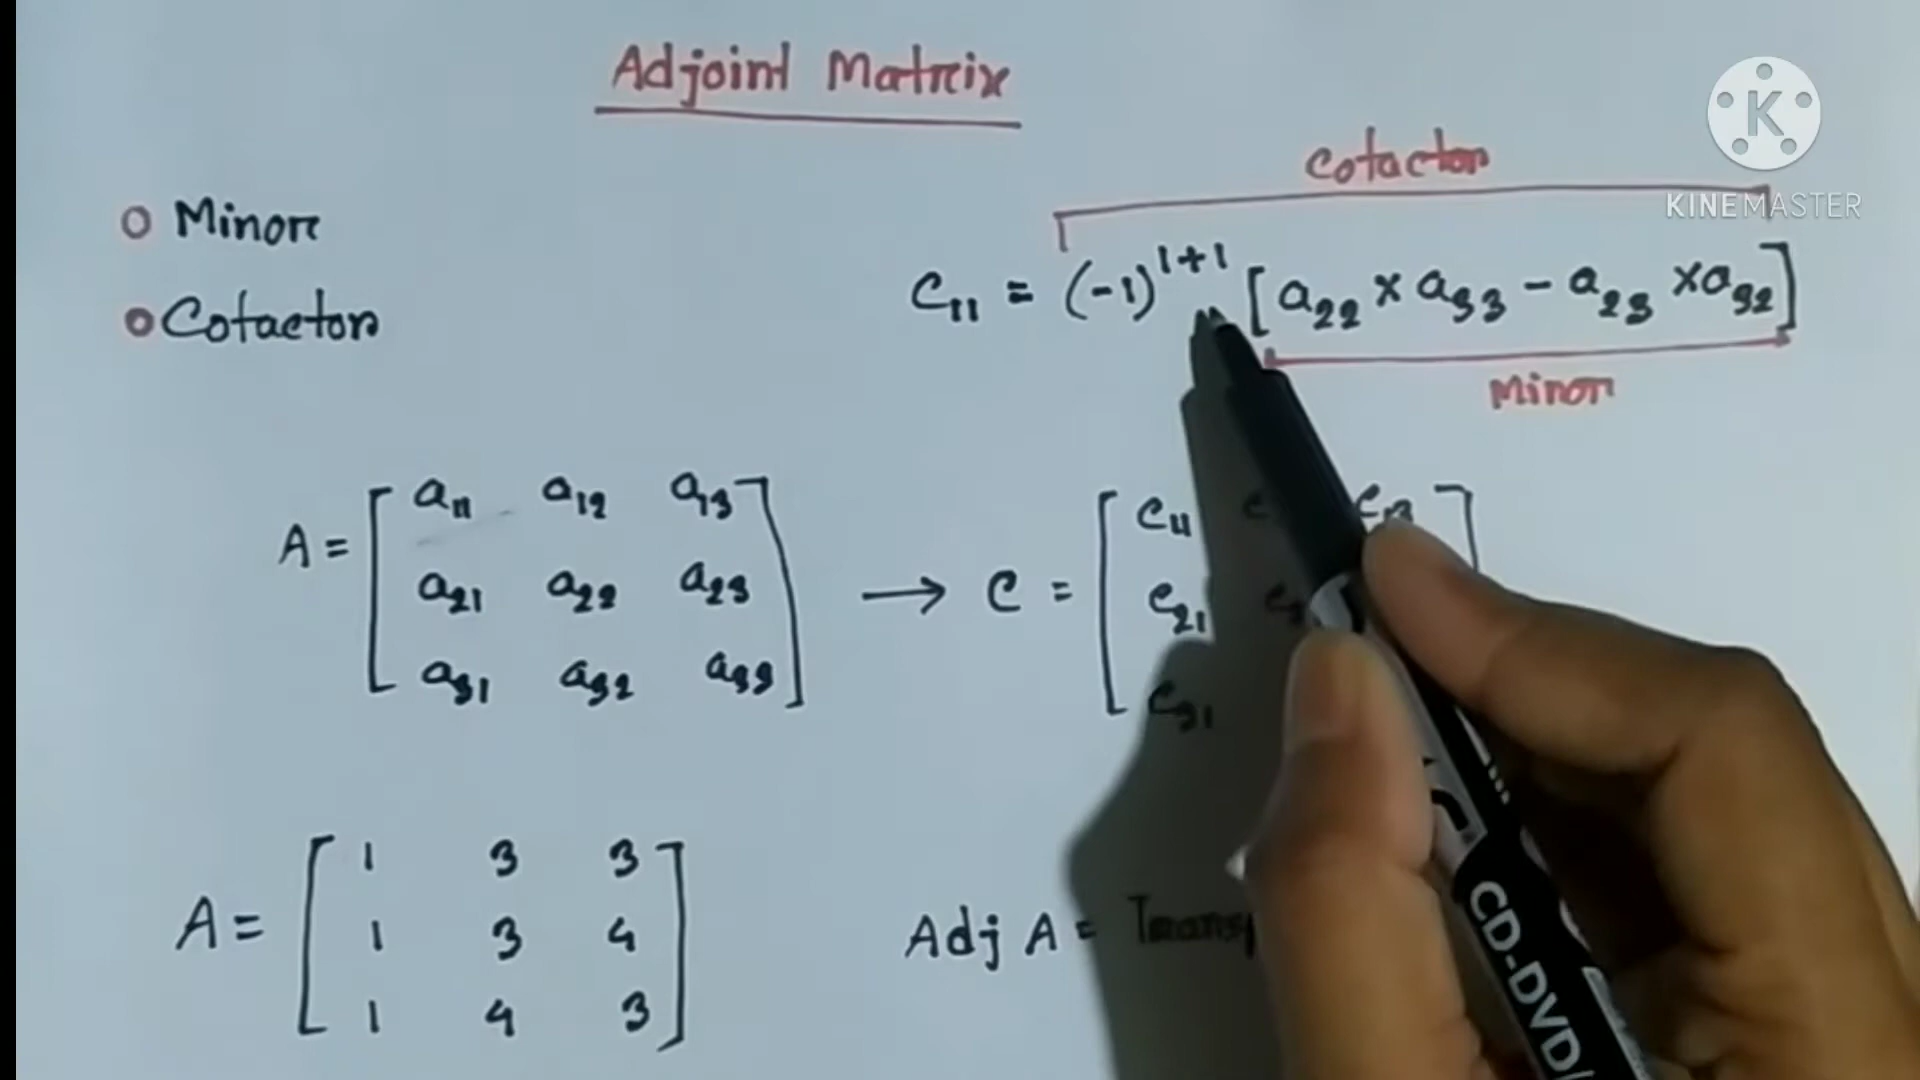 Adjoint Matrix
K
KINEMASTER
Cofactor
O Minor
C11 = (-1)^1+1 [a22 × a33 - a23 × a32]
O Cofactor
Minor
A = [a11 a12 a13
a21 a22 a23
a31 a32 a33] → C = [C11 C13
C21
C31]
A = [1 3 3
1 3 4
1 4 3]
Adj A =
CD-DVD/